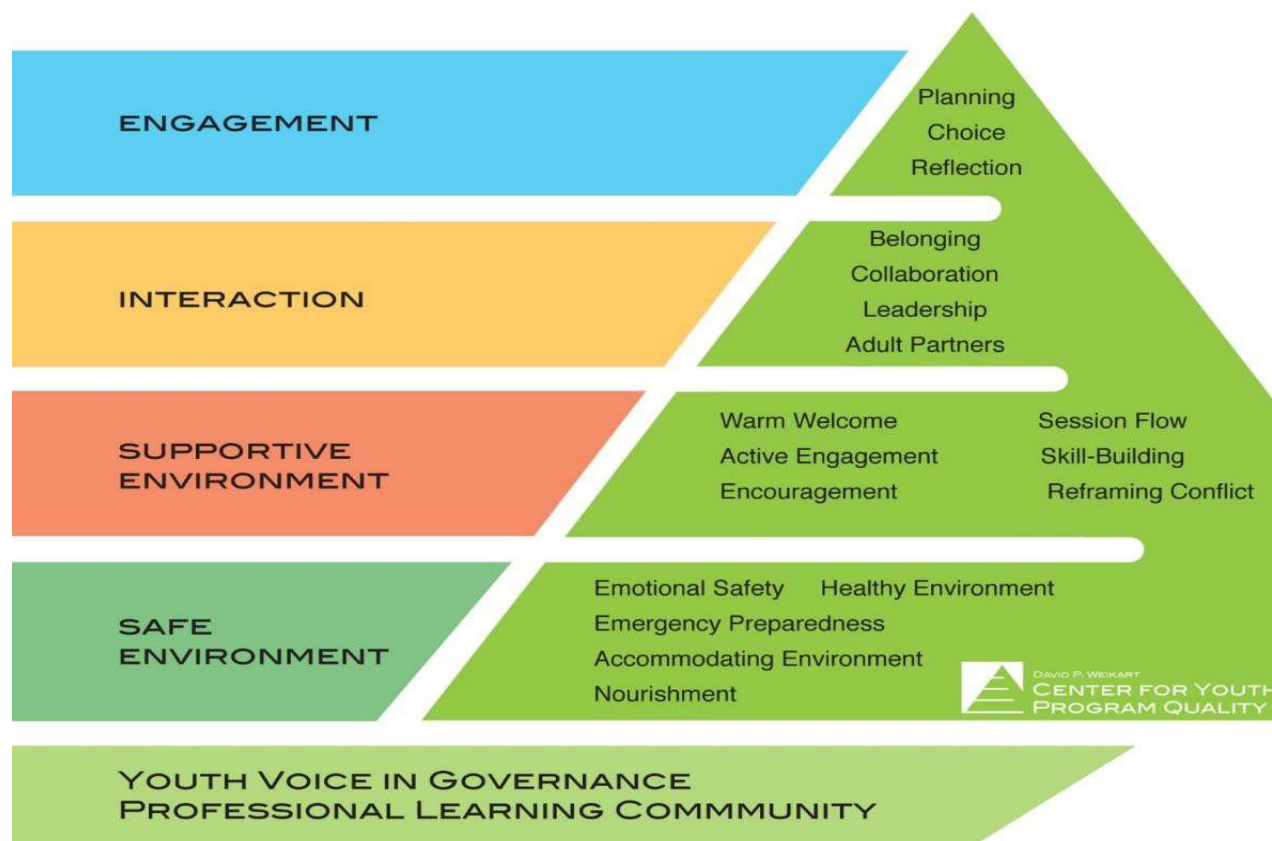 ENGAGEMENT
Planning
Choice
Reflection
INTERACTION
Belonging
Collaboration
Leadership
Adult Partners
SUPPORTIVE
ENVIRONMENT
Warm Welcome
Active Engagement
Encouragement
Session Flow
Skill-Building
Reframing Conflict
SAFE
ENVIRONMENT
Emotional Safety Healthy Environment
Emergency Preparedness
Accommodating Environment
Nourishment
DAVID P. WEIKART
CENTER FOR YOUTH
PROGRAM QUALITY
YOUTH VOICE IN GOVERNANCE
PROFESSIONAL LEARNING COMMMUNITY